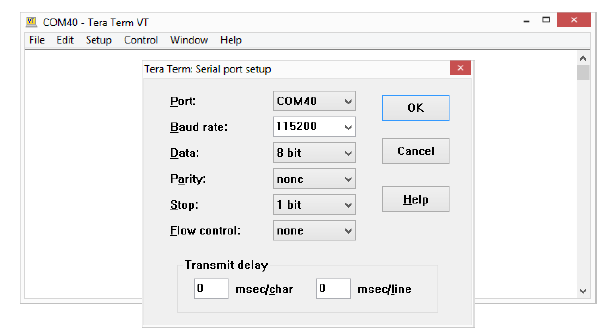 COM40 - Tera Term VT
File Edit Setup Control Window Help
Tera Term: Serial port setup
Port: COM40 OK
Baud rate: 115200
Data: 8 bit Cancel
Parity: none
Stop: 1 bit Help
Flow control: none
Transmit delay
0 msec/char 0 msec/line